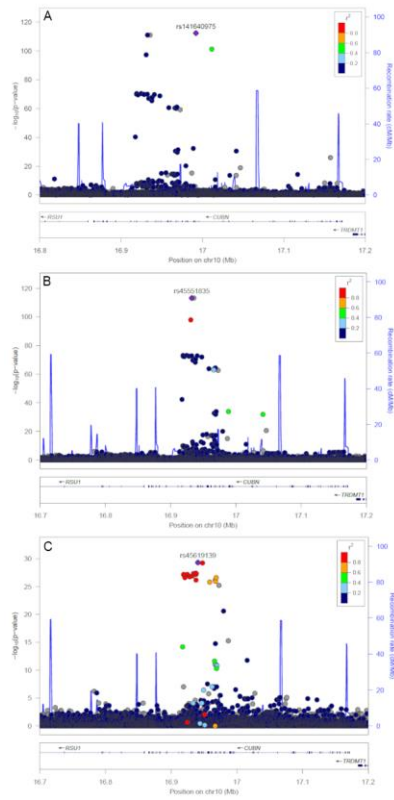 A
rs141640975
r²
0.8
0.6
0.4
0.2
120
100
80
60
40
20
0
−log10(p−value)
100
80
60
40
20
0
Recombination rate (cM/Mb)
←RSU1
←CUBN
TRDMT1
16.8
16.9
17
17.1
17.2
Position on chr10 (Mb)
B
rs45551835
r²
0.8
0.6
0.4
0.2
120
100
80
60
40
20
0
−log10(p−value)
100
80
60
40
20
0
Recombination rate (cM/Mb)
←RSU1
←CUBN
TRDMT1
16.7
16.8
16.9
17
17.1
17.2
Position on chr10 (Mb)
C
rs45619139
r²
0.8
0.6
0.4
0.2
30
25
20
15
10
5
0
−log10(p−value)
100
80
60
40
20
0
Recombination rate (cM/Mb)
←RSU1
←CUBN
TRDMT1
16.7
16.8
16.9
17
17.1
17.2
Position on chr10 (Mb)